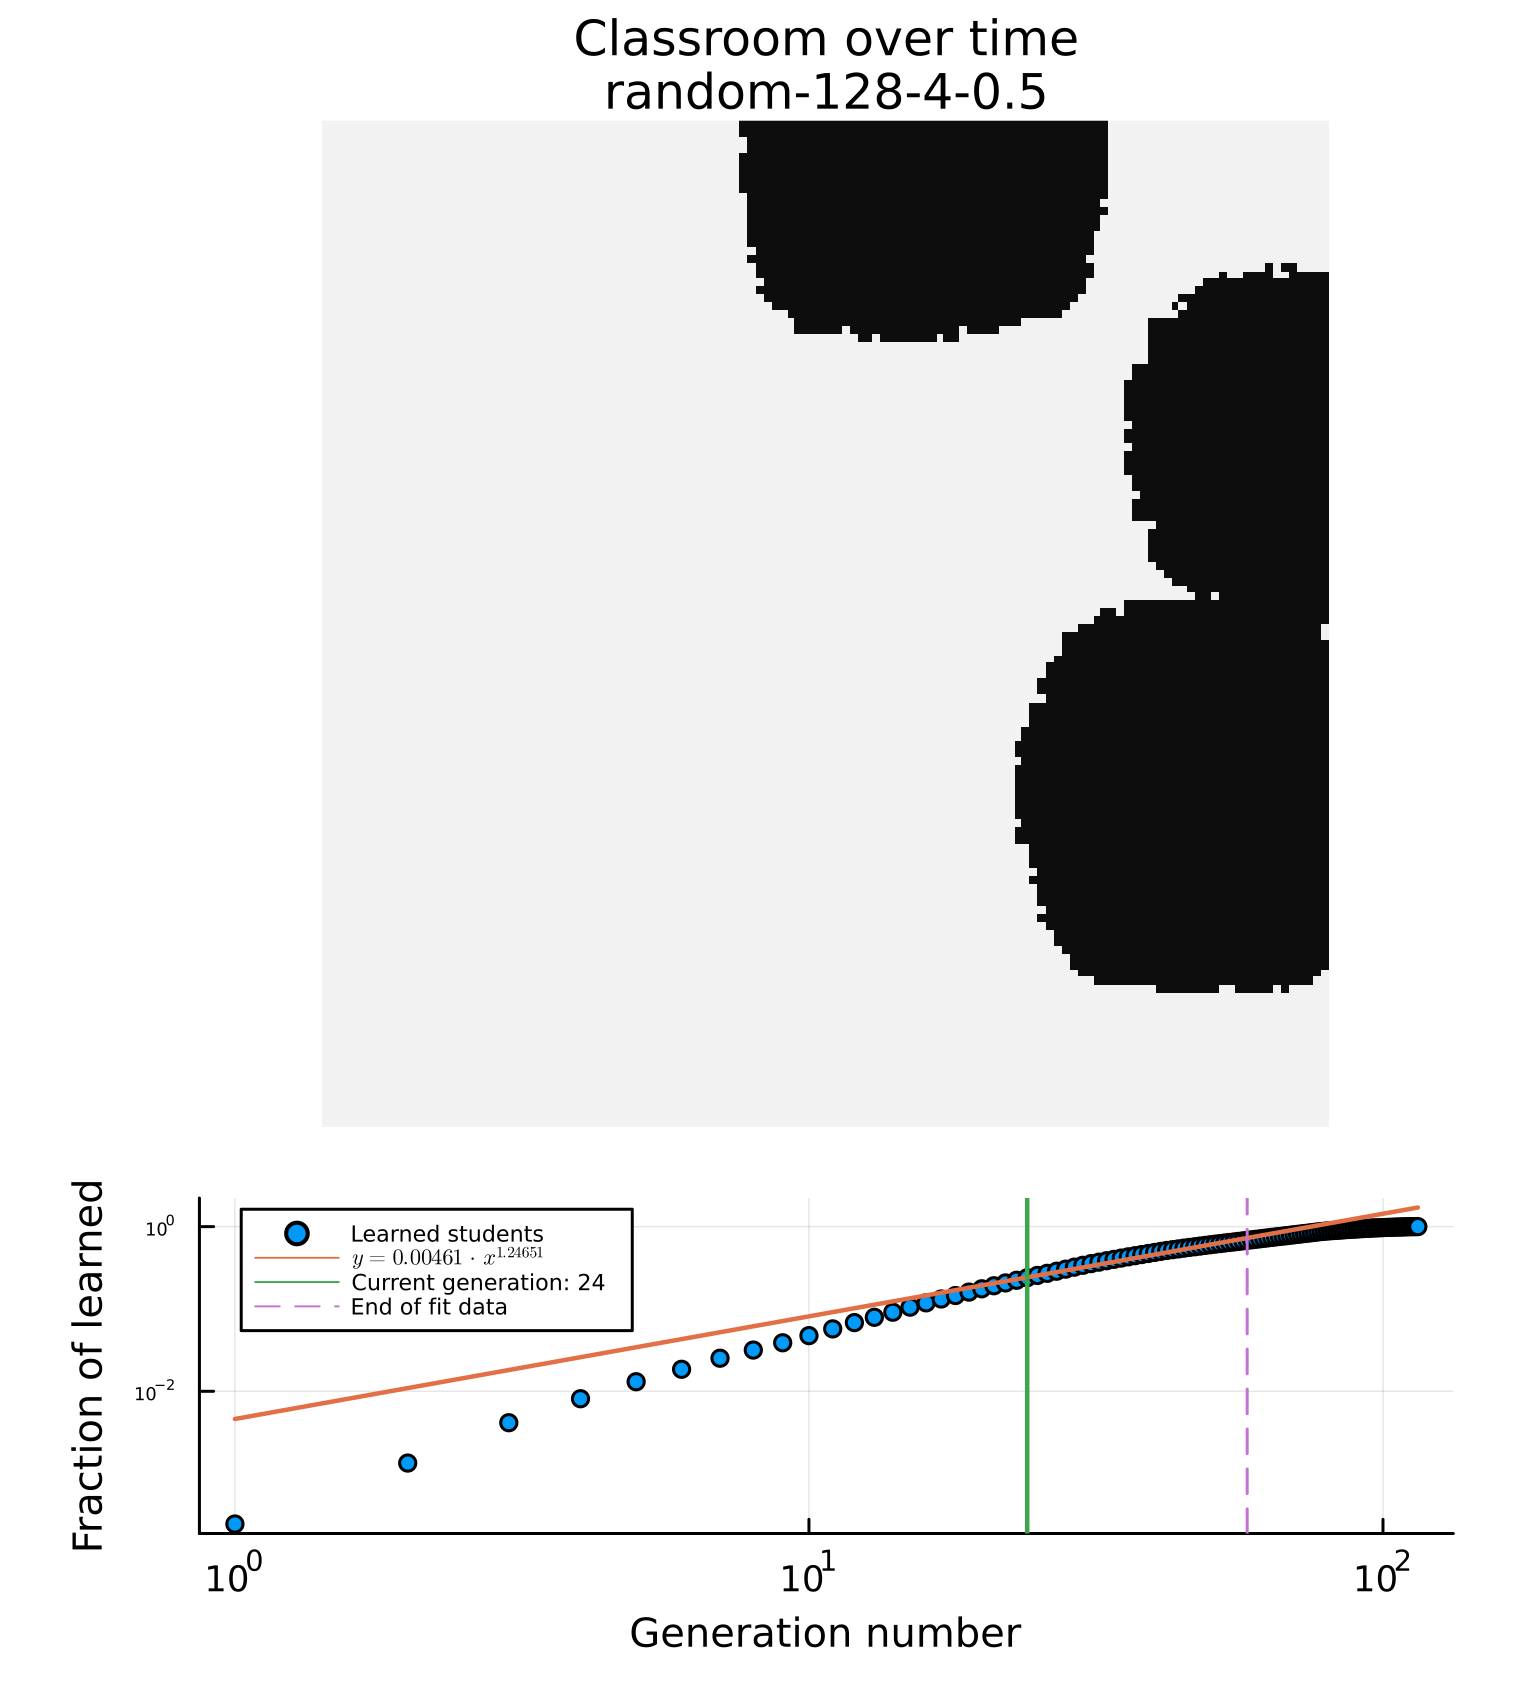 Classroom over time
random-128-4-0.5
Fraction of learned
10^0
10^-2
Learned students
y = 0.00461 · x^1.24651
Current generation: 24
End of fit data
10^0 10^1 10^2
Generation number